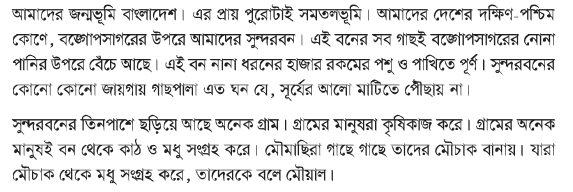 আমাদের জন্মভূমি বাংলাদেশ। এর প্রায় পুরোটাই সমতলভূমি। আমাদের দেশের দক্ষিণ-পশ্চিম
কোণে, বঙ্গোপসাগরের উপরে আমাদের সুন্দরবন। এই বনের সব গাছই বঙ্গোপসাগরের নোনা
পানির উপরে বেঁচে আছে। এই বন নানা ধরনের হাজার রকমের পশু ও পাখিতে পূর্ণ। সুন্দরবনের
কোনো কোনো জায়গায় গাছপালা এত ঘন যে, সূর্যের আলো মাটিতে পৌঁছায় না।
সুন্দরবনের তিনপাশে ছড়িয়ে আছে অনেক গ্রাম। গ্রামের মানুষরা কৃষিকাজ করে। গ্রামের অনেক
মানুষই বন থেকে কাঠ ও মধু সংগ্রহ করে। মৌমাছিরা গাছে গাছে তাদের মৌচাক বানায়। যারা
মৌচাক থেকে মধু সংগ্রহ করে, তাদেরকে বলে মৌয়াল।